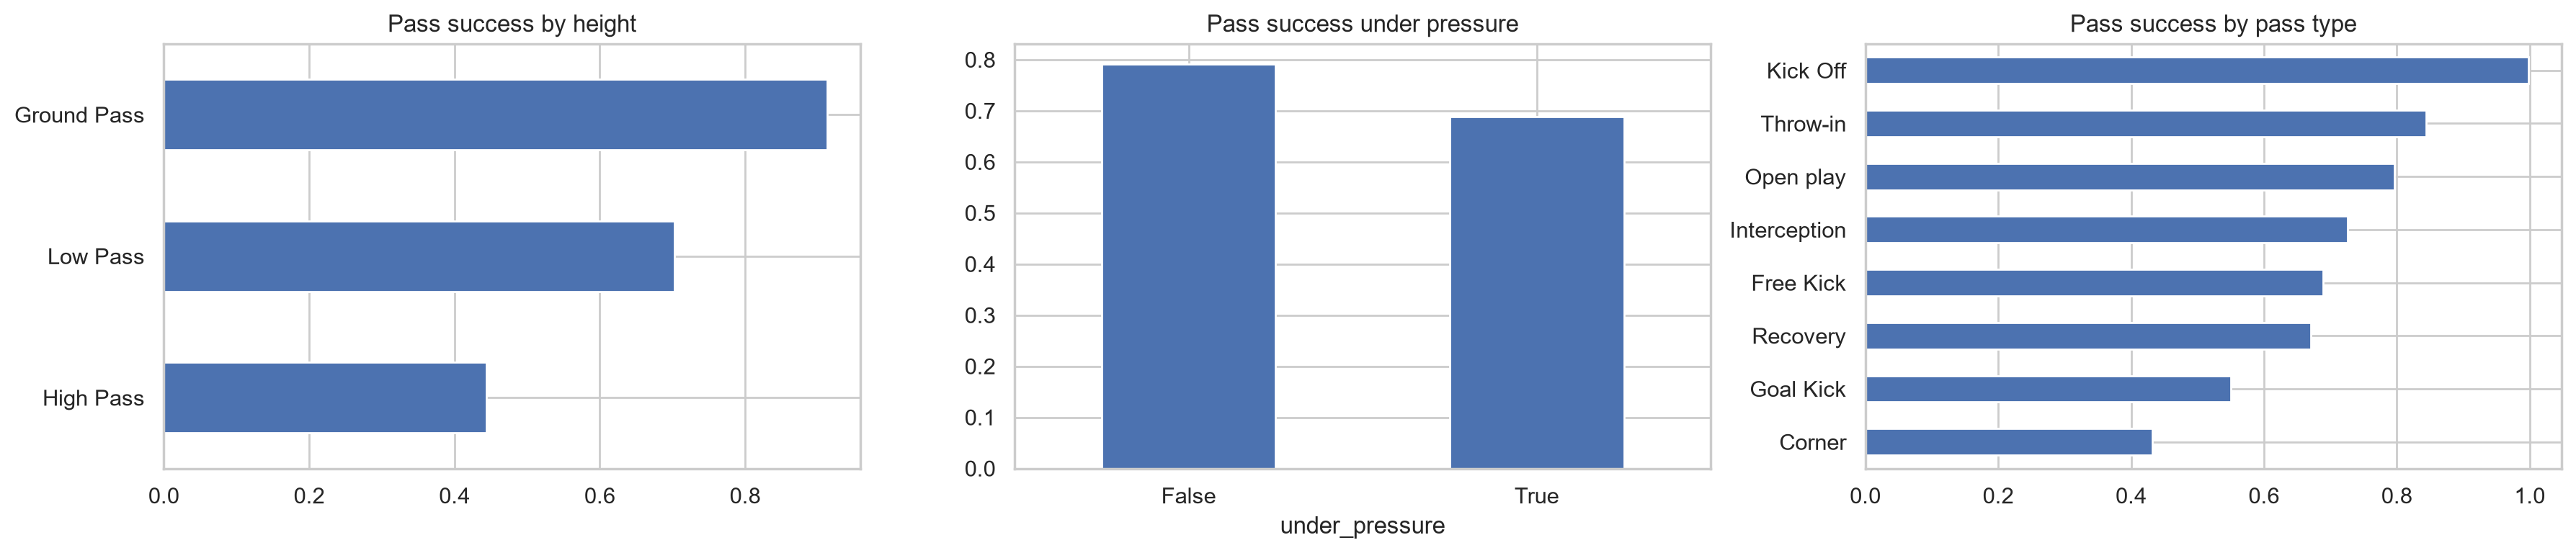 Pass success by height
Ground Pass
Low Pass
High Pass
0.0 0.2 0.4 0.6 0.8
Pass success under pressure
0.8
0.7
0.6
0.5
0.4
0.3
0.2
0.1
0.0
False True
under_pressure
Pass success by pass type
Kick Off
Throw-in
Open play
Interception
Free Kick
Recovery
Goal Kick
Corner
0.0 0.2 0.4 0.6 0.8 1.0